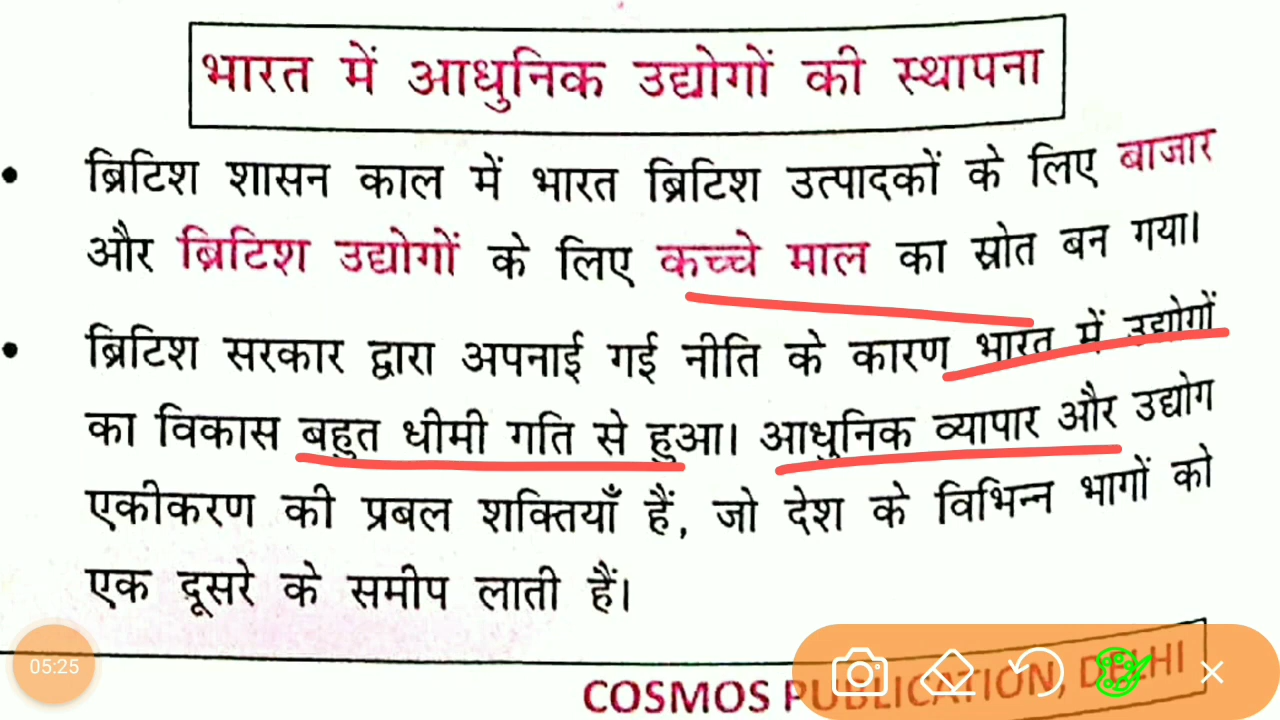 भारत में आधुनिक उद्योगों की स्थापना
• ब्रिटिश शासन काल में भारत ब्रिटिश उत्पादकों के लिए बाजार
और ब्रिटिश उद्योगों के लिए कच्चे माल का स्रोत बन गया।
• ब्रिटिश सरकार द्वारा अपनाई गई नीति के कारण भारत में उद्योगों
का विकास बहुत धीमी गति से हुआ। आधुनिक व्यापार और उद्योग
एकीकरण की प्रबल शक्तियाँ हैं, जो देश के विभिन्न भागों को
एक दूसरे के समीप लाती हैं।
05:25
COSMOS PUBLICATION, DELHI